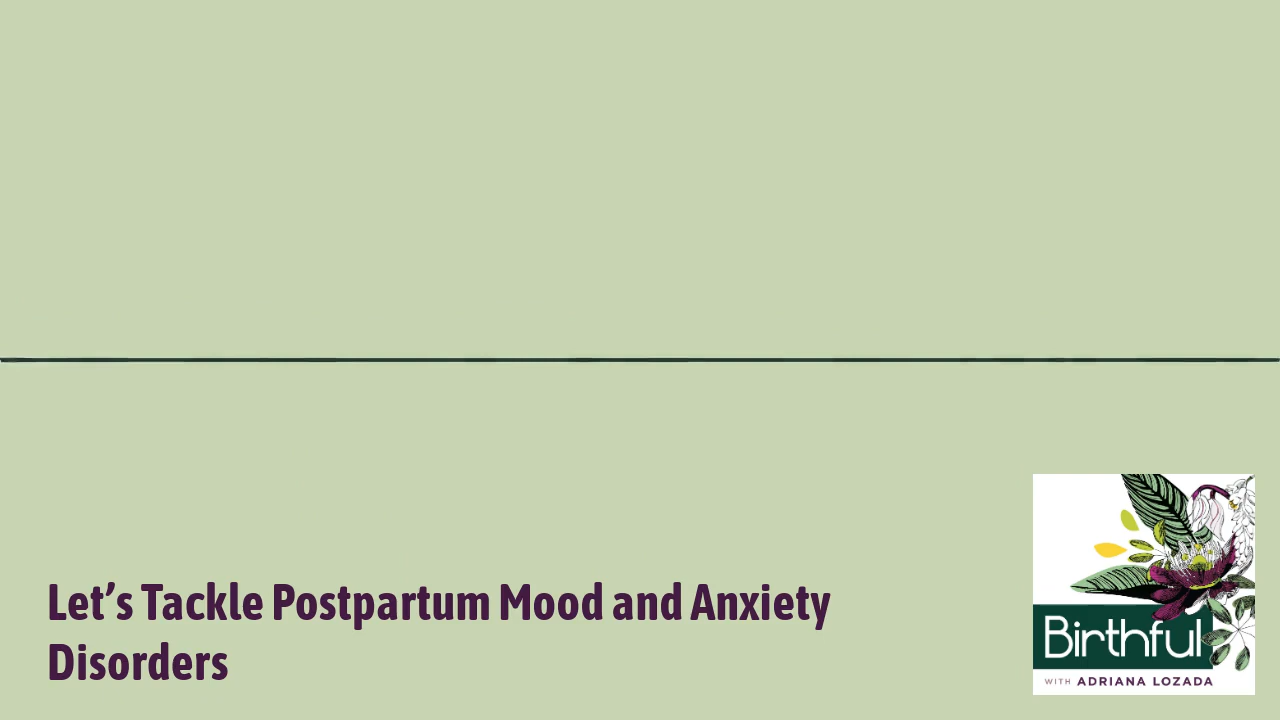 Let’s Tackle Postpartum Mood and Anxiety
Disorders
Birthful
WITH ADRIANA LOZADA